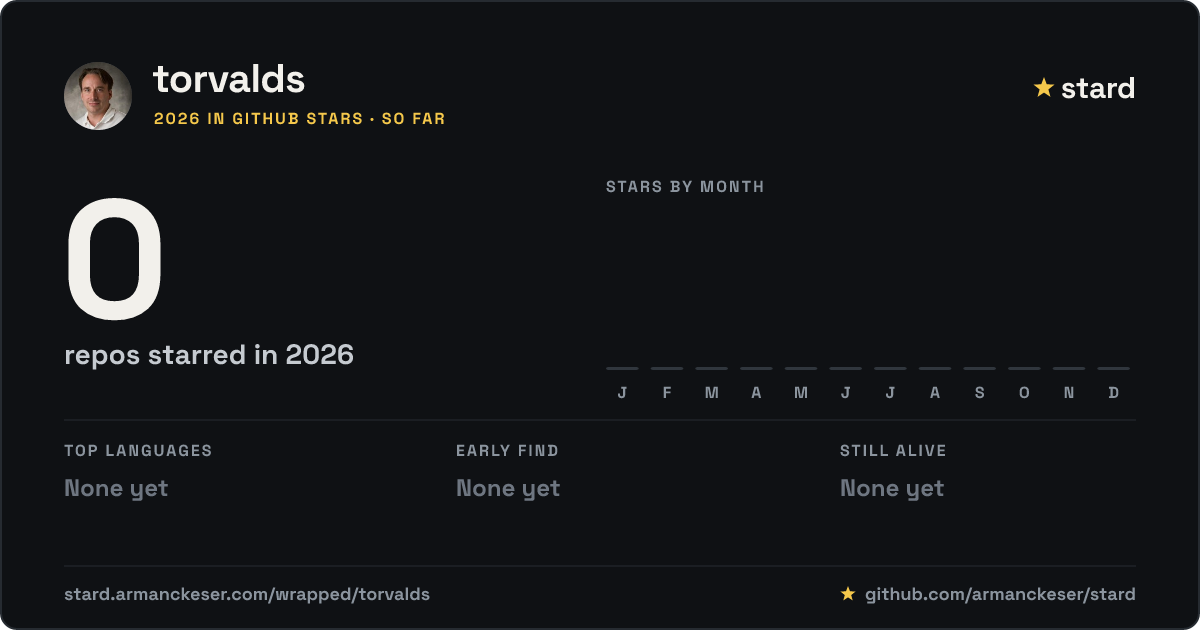 torvalds
2026 IN GITHUB STARS · SO FAR
stard
0
repos starred in 2026
STARS BY MONTH
J F M A M J J A S O N D
TOP LANGUAGES
None yet
EARLY FIND
None yet
STILL ALIVE
None yet
stard.armanckeser.com/wrapped/torvalds
github.com/armanckeser/stard